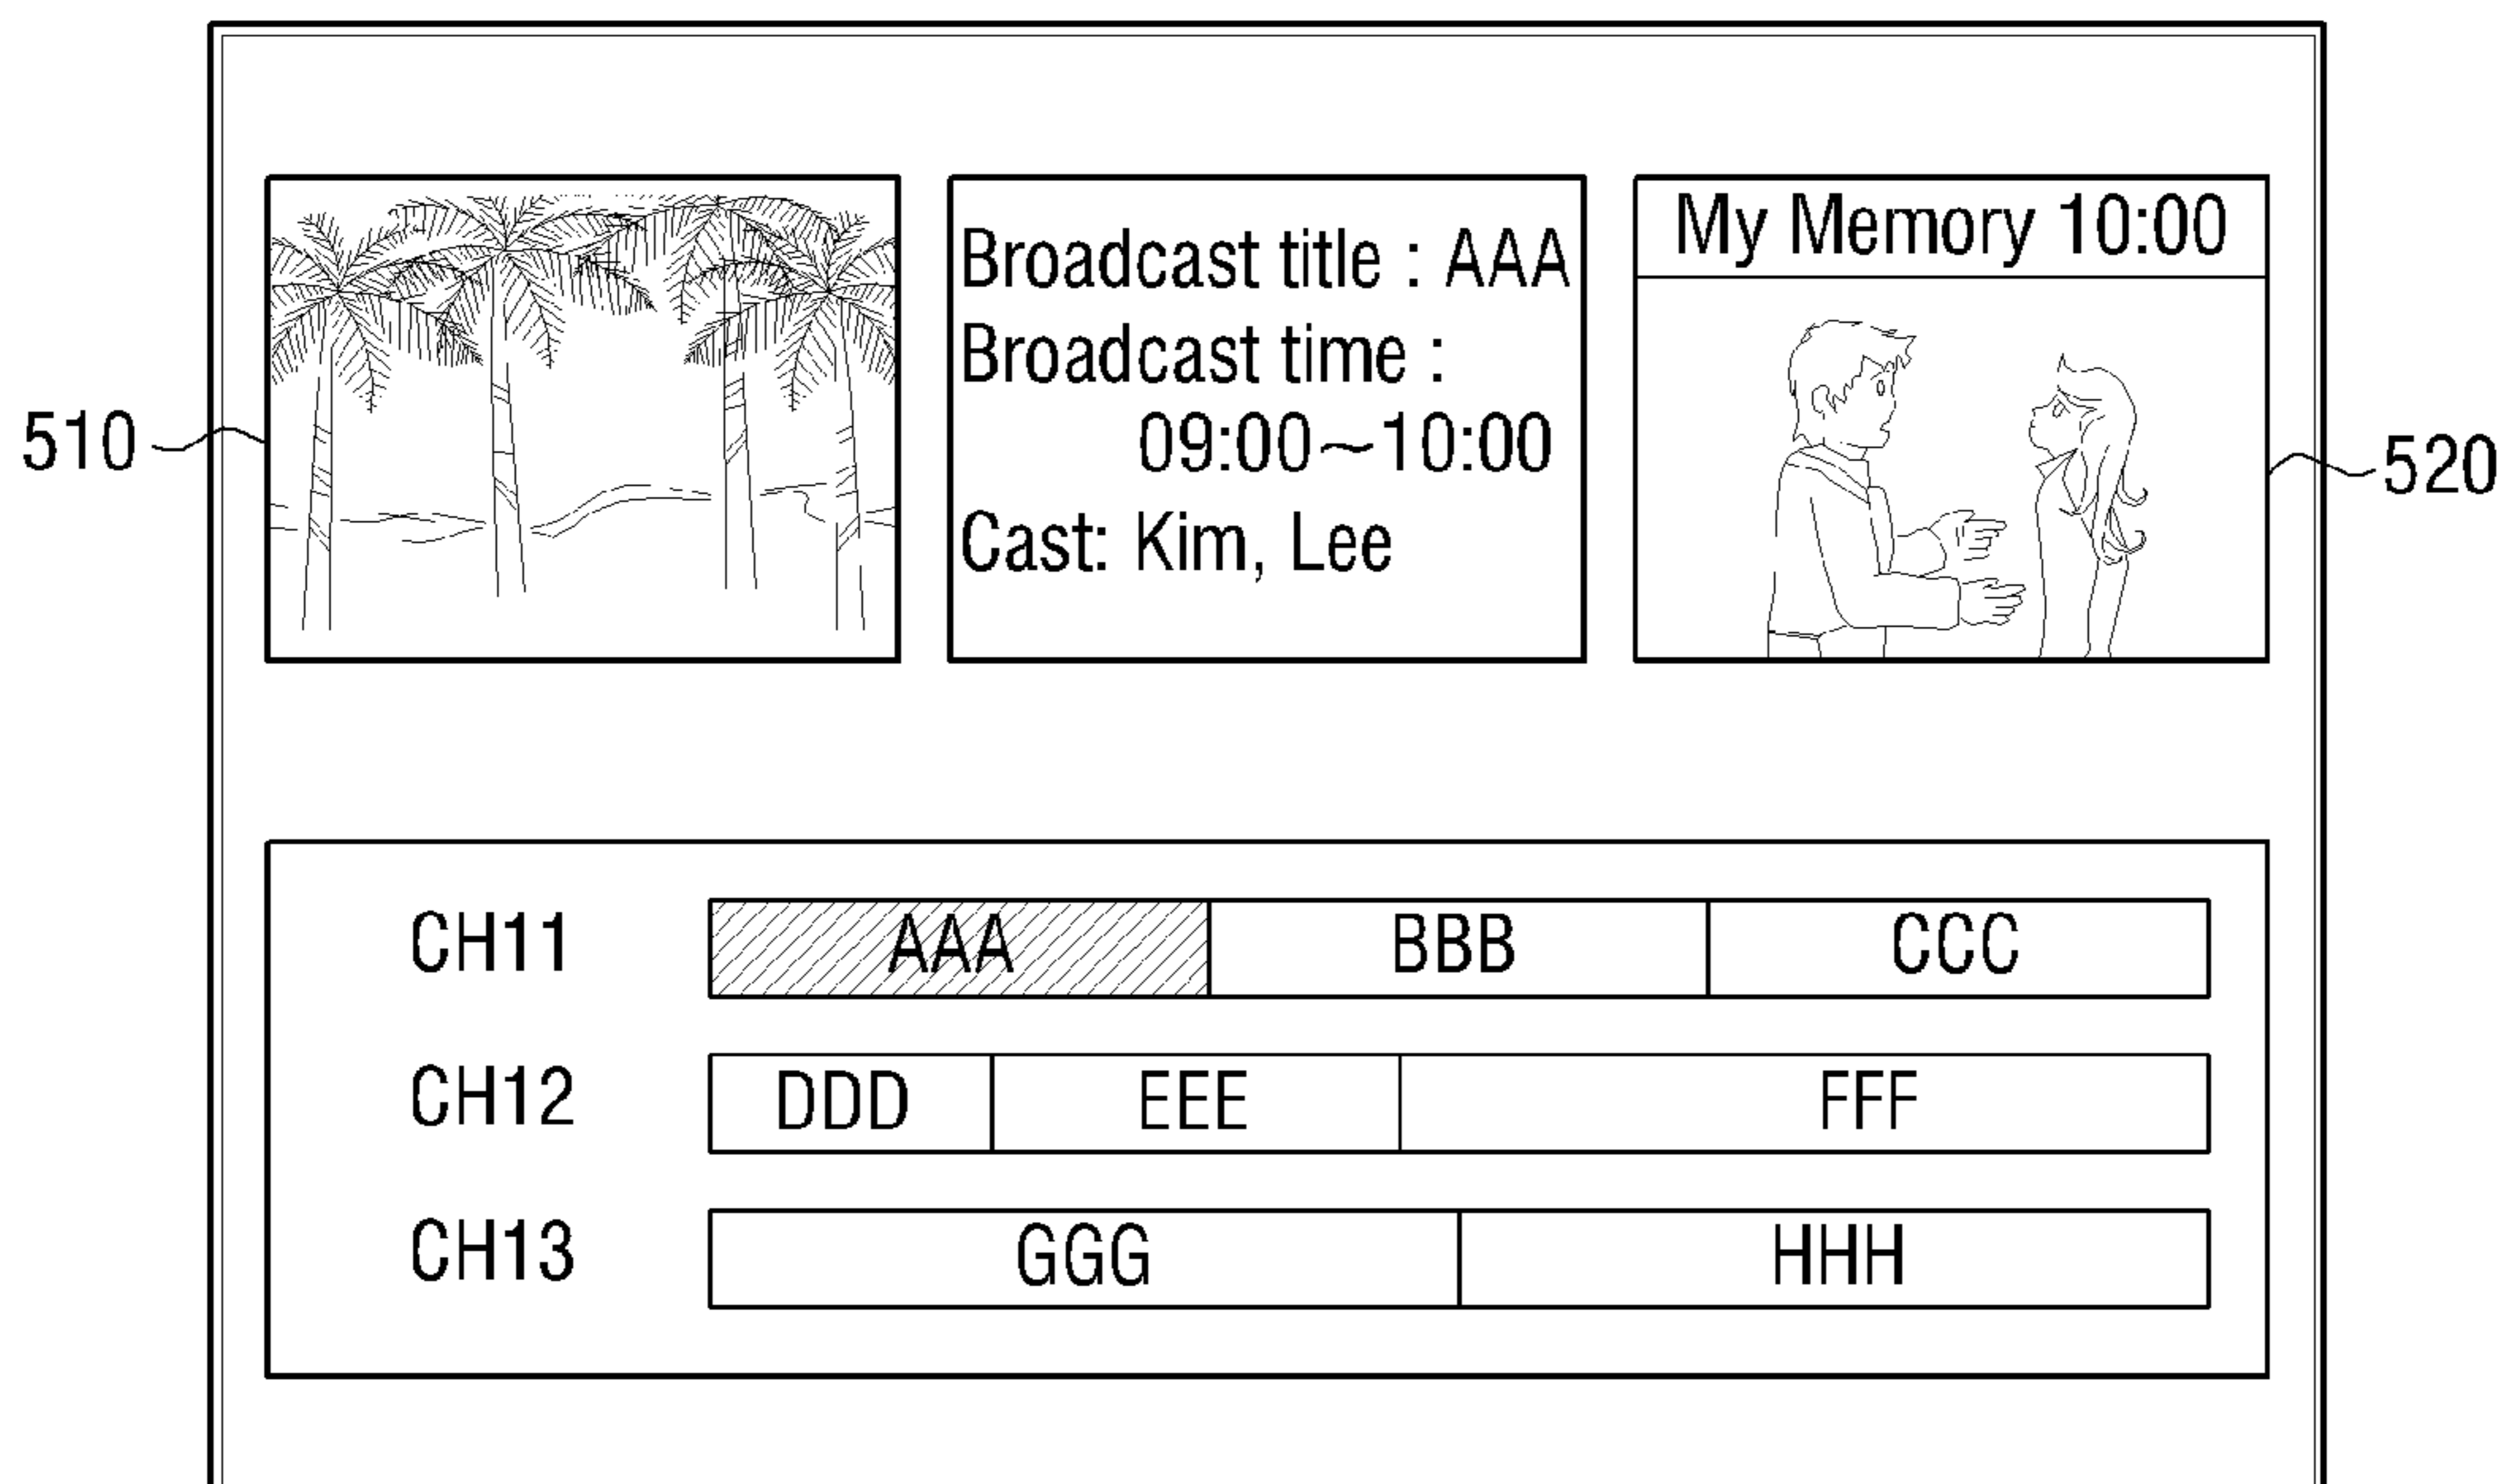 510
Broadcast title : AAA
Broadcast time :
09:00~10:00
Cast: Kim, Lee
My Memory 10:00
520
CH11 AAA BBB CCC
CH12 DDD EEE FFF
CH13 GGG HHH